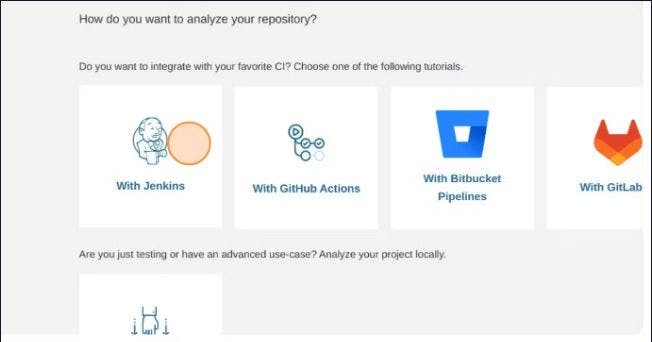 How do you want to analyze your repository?
Do you want to integrate with your favorite CI? Choose one of the following tutorials.
With Jenkins
With GitHub Actions
With Bitbucket
Pipelines
With GitLab
Are you just testing or have an advanced use-case? Analyze your project locally.